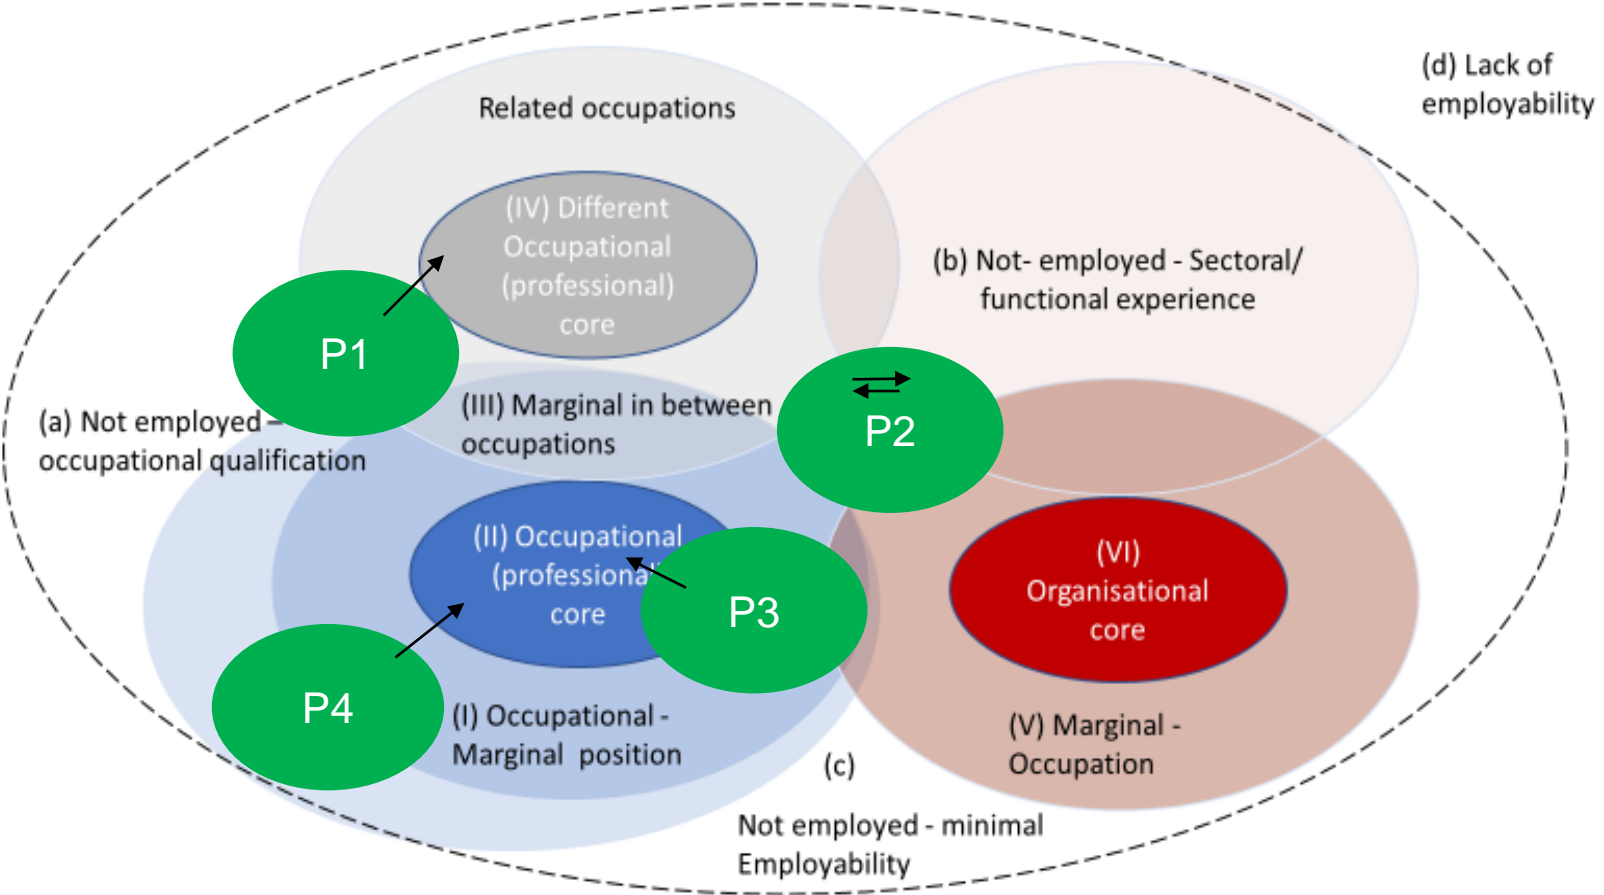 (d) Lack of
employability
Related occupations
(IV) Different
Occupational
(professional)
core
(b) Not- employed - Sectoral/
functional experience
P1
(III) Marginal in between
occupations
P2
(a) Not employed –
occupational qualification
(II) Occupational
(professional
core
(VI)
Organisational
core
P3
P4
(I) Occupational -
Marginal position
(V) Marginal -
Occupation
(c)
Not employed - minimal
Employability